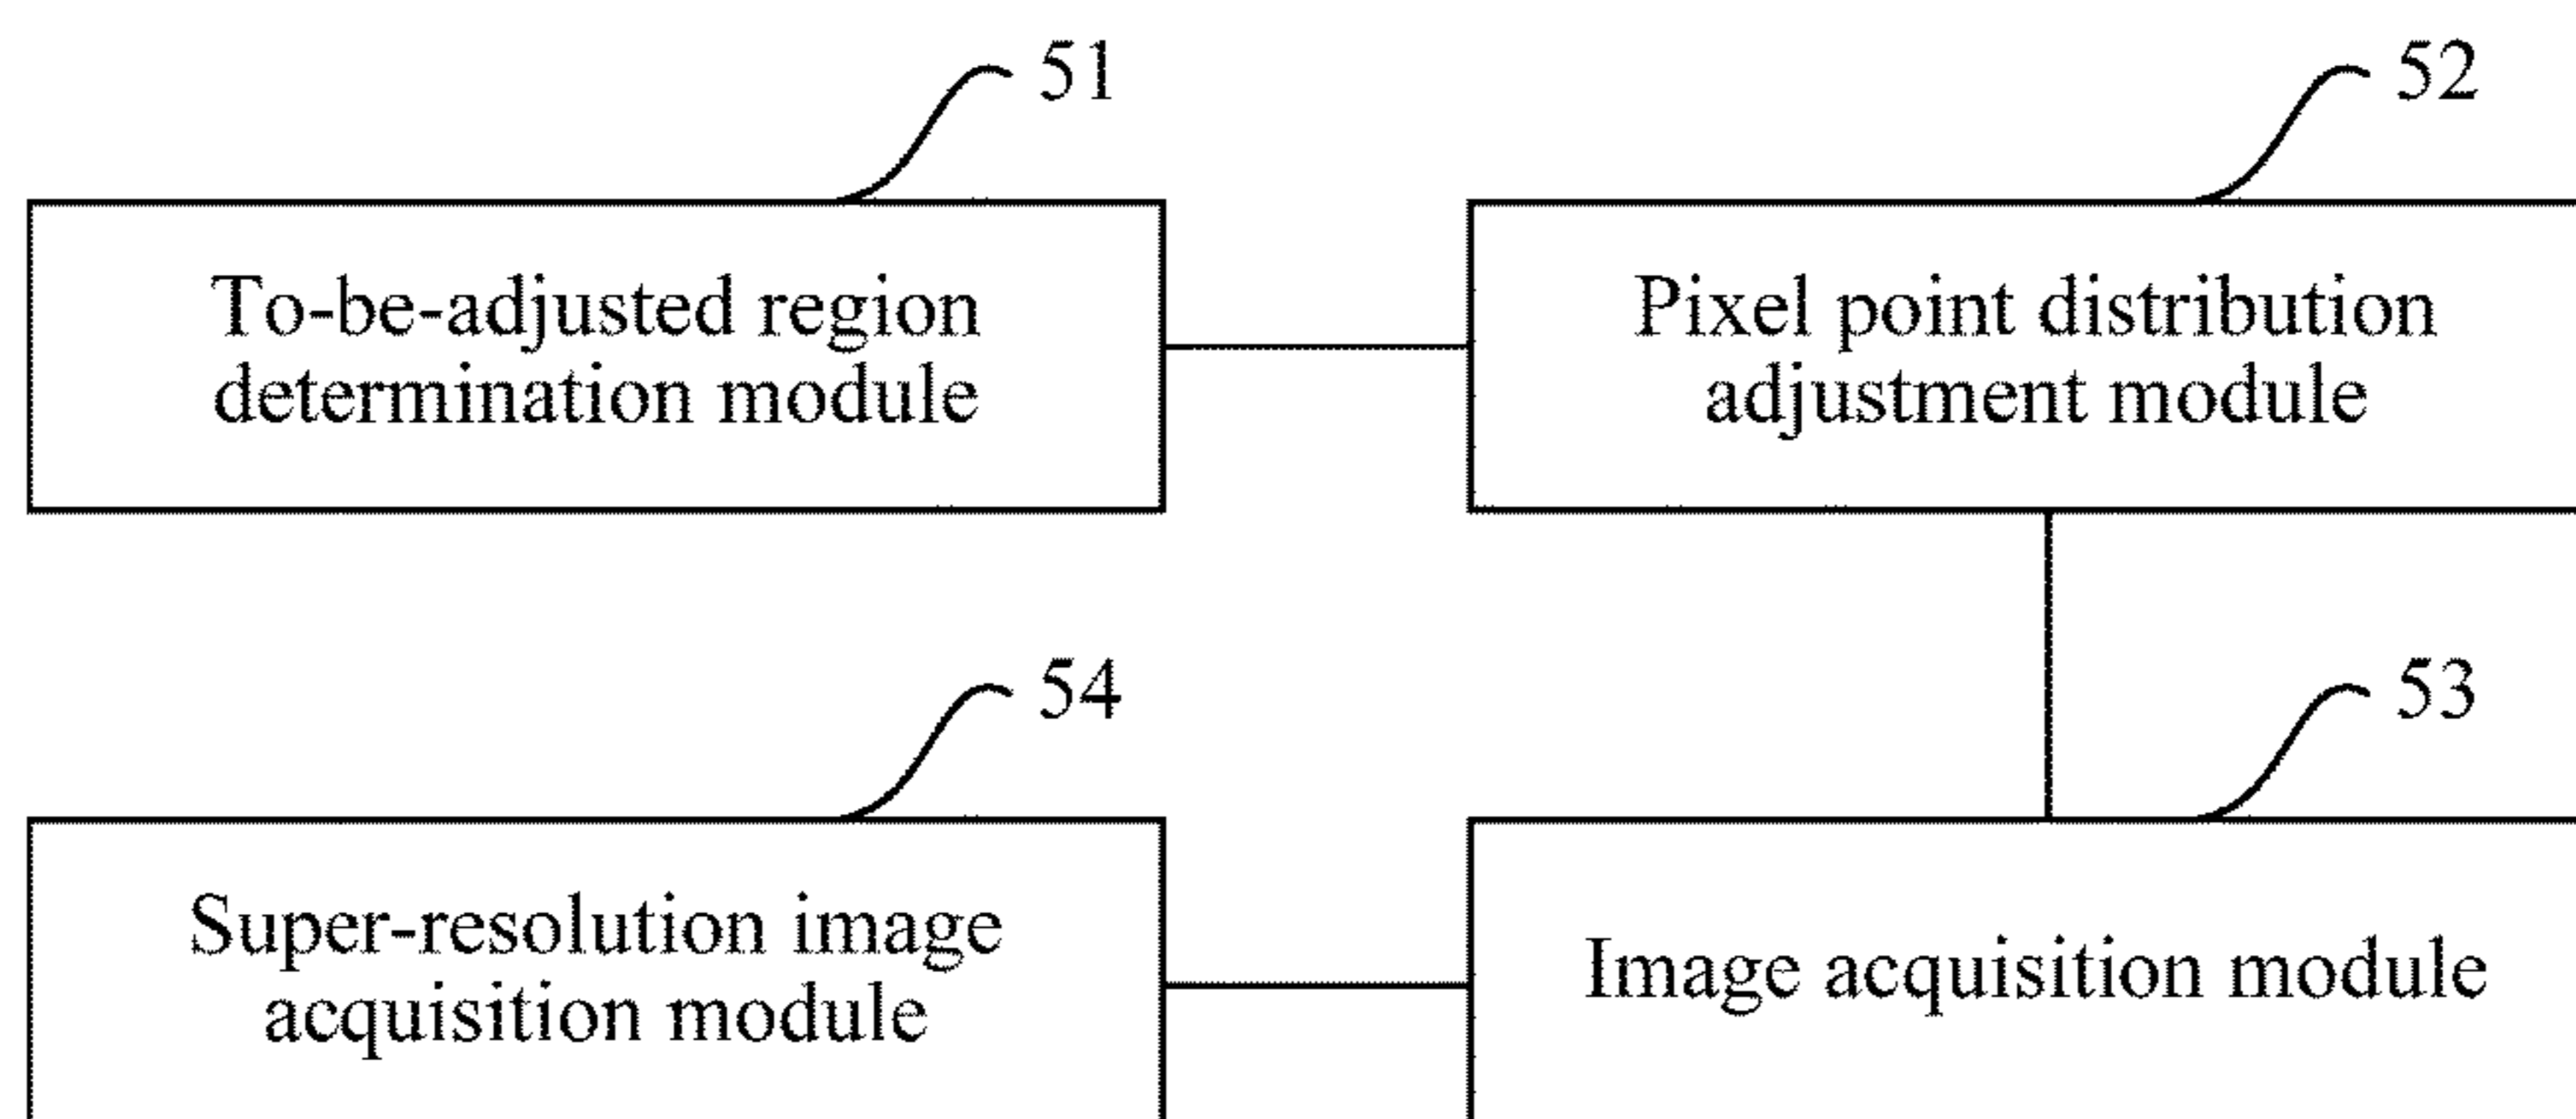 51
52
To-be-adjusted region
determination module
Pixel point distribution
adjustment module
54
53
Super-resolution image
acquisition module
Image acquisition module